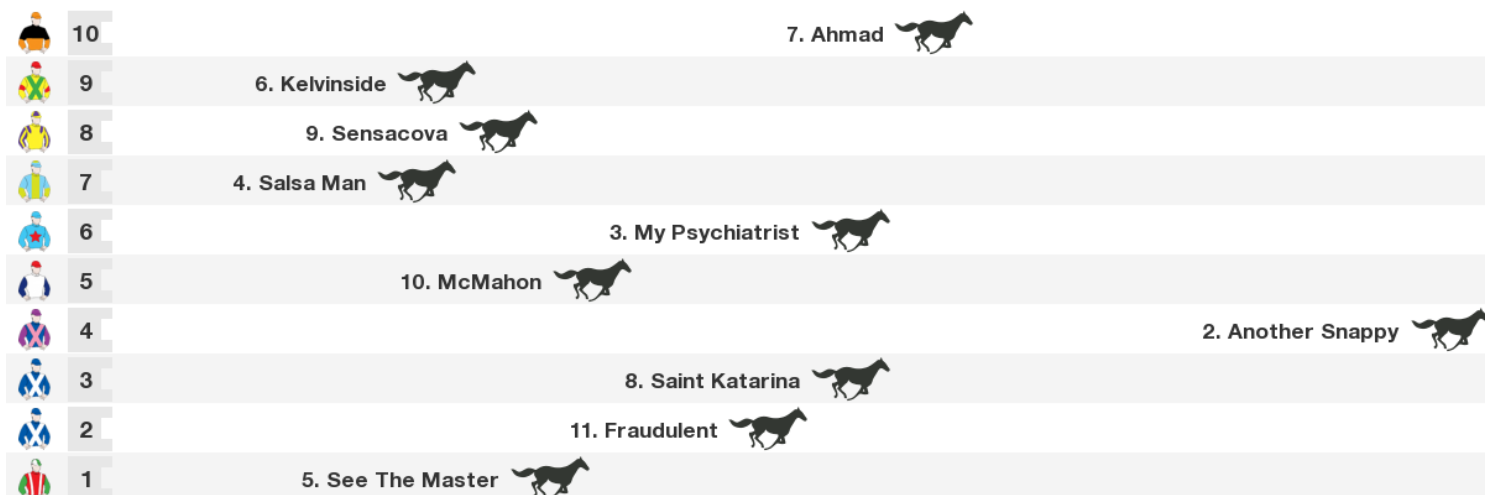 10 7. Ahmad
9 6. Kelvinside
8 9. Sensacova
7 4. Salsa Man
6 3. My Psychiatrist
5 10. McMahon
4 2. Another Snappy
3 8. Saint Katarina
2 11. Fraudulent
1 5. See The Master